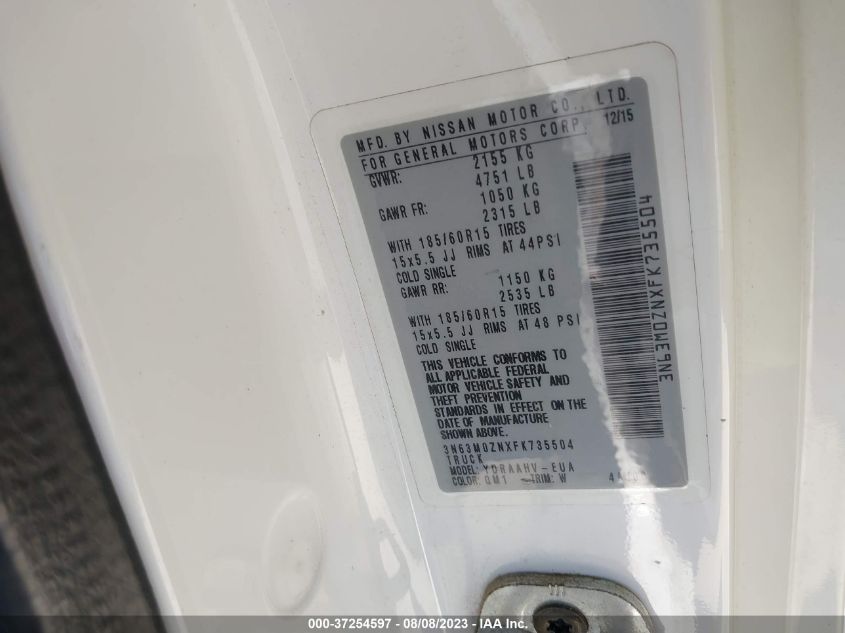 MFD. BY NISSAN MOTOR CO., LTD.
FOR GENERAL MOTORS CORP. 12/15
GVWR: 2155 KG
4751 LB
GAWR FR: 1050 KG
2315 LB
WITH 185/60R15 TIRES
15x5.5 JJ RIMS AT 44PSI
COLD SINGLE
GAWR RR: 1150 KG
2535 LB
WITH 185/60R15 TIRES
15x5.5 JJ RIMS AT 48 PSI
COLD SINGLE
THIS VEHICLE CONFORMS TO
ALL APPLICABLE FEDERAL
MOTOR VEHICLE SAFETY AND
THEFT PREVENTION
STANDARDS IN EFFECT ON THE
DATE OF MANUFACTURE
SHOWN ABOVE.
3N63M0ZNXFK735504
TRUCK
MODEL: YDRAAHV-EUA
COLOR: QM1 TRIM: W
3N63M0ZNXFK735504
000-37254597 - 08/08/2023 - IAA Inc.